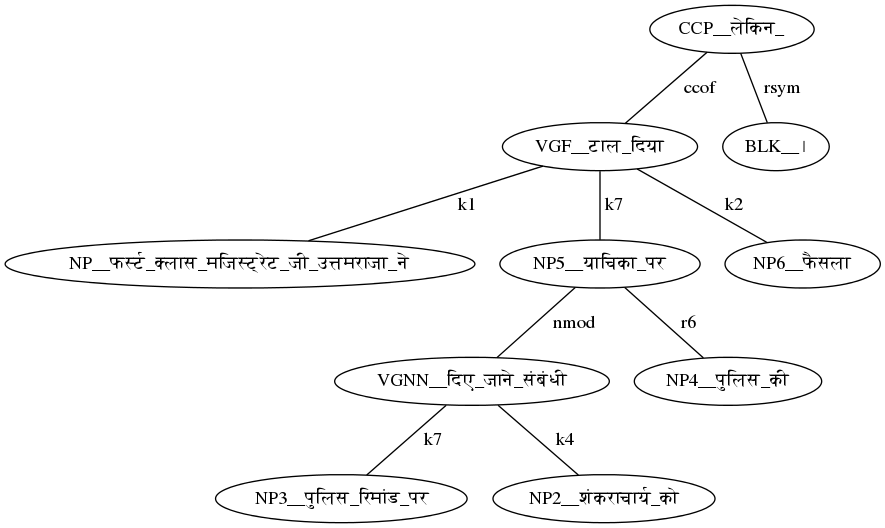 CCP__लेकिन_
ccof rsym
VGF__टाल_दिया BLK__।
k1 k7 k2
NP__फर्स्ट_क्लास_मजिस्ट्रेट_जी_उत्तमराजा_ने NP5__याचिका_पर NP6__फैसला
nmod r6
VGNN__दिए_जाने_संबंधी NP4__पुलिस_की
k7 k4
NP3__पुलिस_रिमांड_पर NP2__शंकराचार्य_को